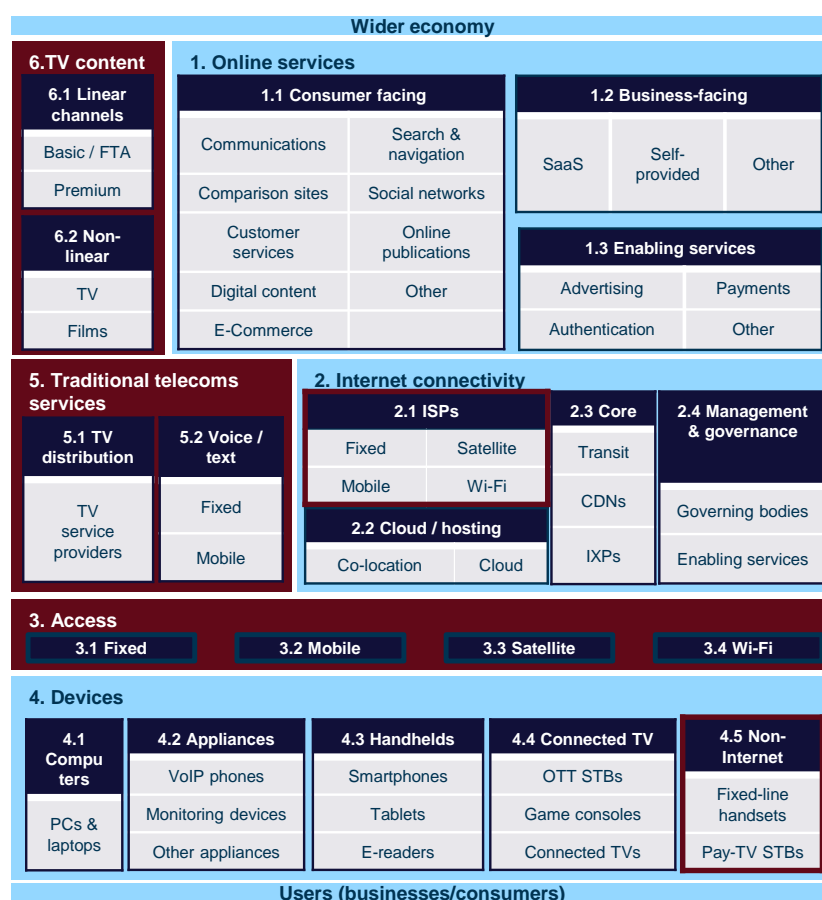 Wider economy
6.TV content
6.1 Linear
channels
Basic / FTA
Premium
6.2 Non-
linear
TV
Films
1. Online services
1.1 Consumer facing
Communications
Search &
navigation
Comparison sites
Social networks
Customer
services
Online
publications
Digital content
Other
E-Commerce
1.2 Business-facing
SaaS
Self-
provided
Other
1.3 Enabling services
Advertising
Payments
Authentication
Other
5. Traditional telecoms
services
5.1 TV
distribution
TV
service
providers
5.2 Voice /
text
Fixed
Mobile
2. Internet connectivity
2.1 ISPs
Fixed
Satellite
Mobile
Wi-Fi
2.2 Cloud / hosting
Co-location
Cloud
2.3 Core
Transit
CDNs
IXPs
2.4 Management
& governance
Governing bodies
Enabling services
3. Access
3.1 Fixed
3.2 Mobile
3.3 Satellite
3.4 Wi-Fi
4. Devices
4.1
Compu
ters
PCs &
laptops
4.2 Appliances
VoIP phones
Monitoring devices
Other appliances
4.3 Handhelds
Smartphones
Tablets
E-readers
4.4 Connected TV
OTT STBs
Game consoles
Connected TVs
4.5 Non-
Internet
Fixed-line
handsets
Pay-TV STBs
Users (businesses/consumers)